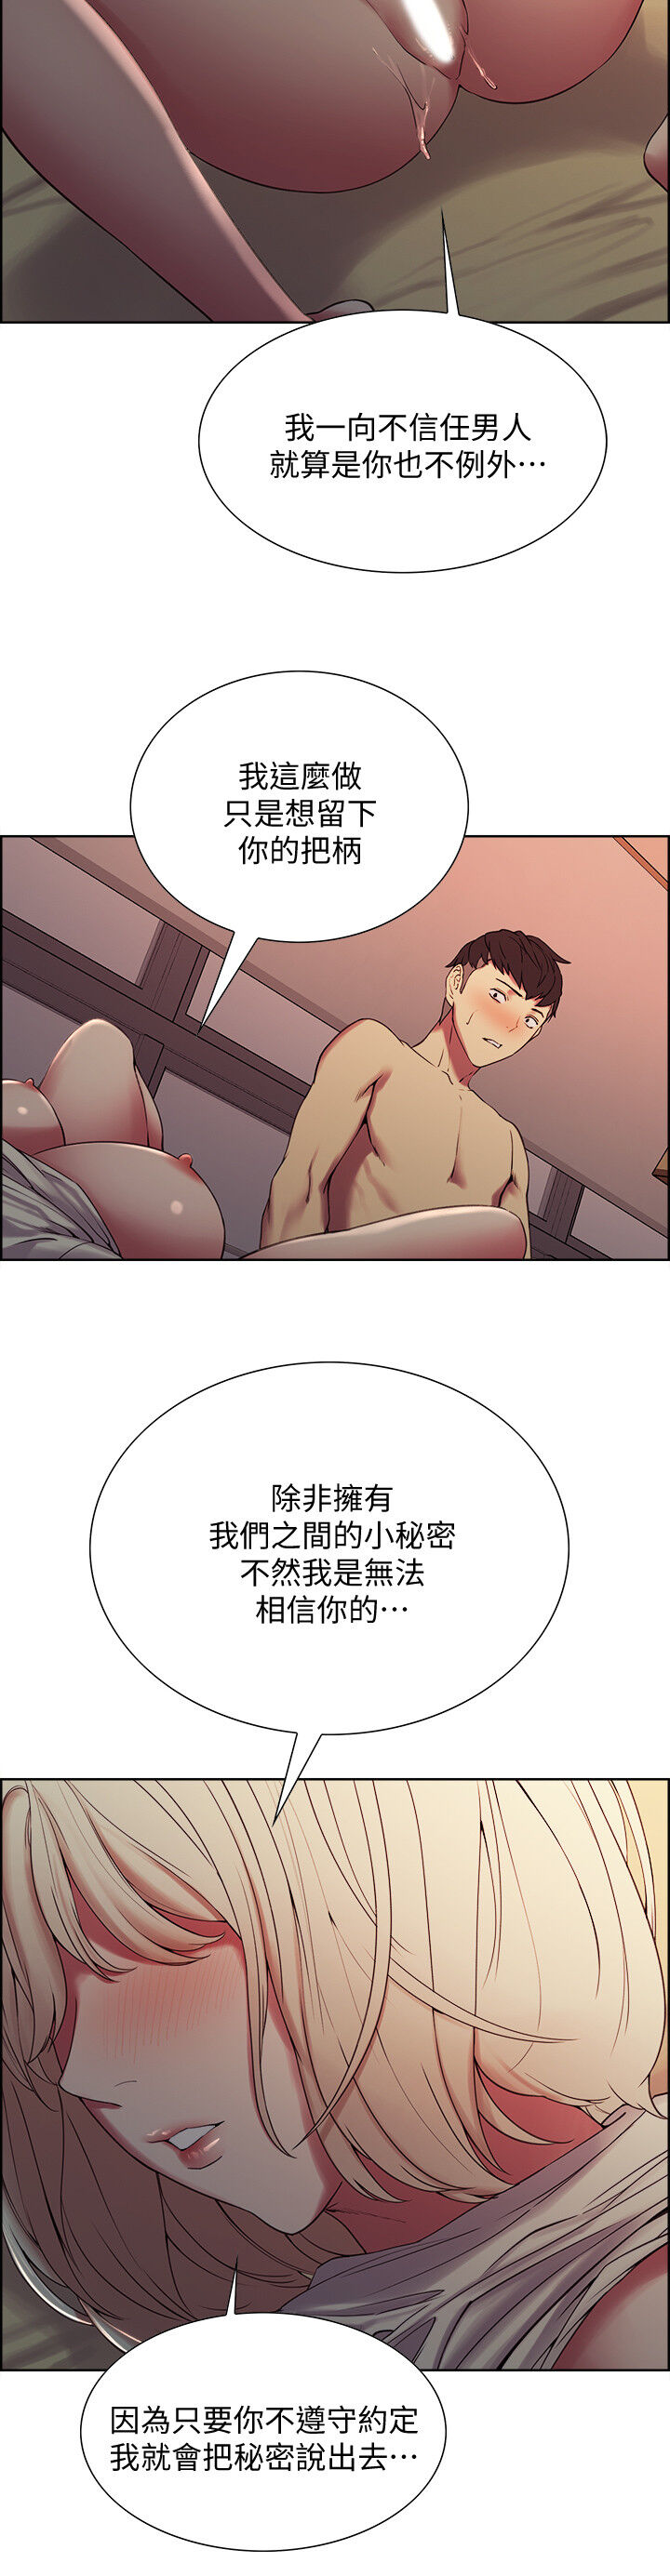 我一向不信任男人
就算是你也不例外⋯
我這麼做
只是想留下
你的把柄
除非擁有
我們之間的小秘密
不然我是無法
相信你的⋯
因為只要你不遵守約定
我就會把秘密說出去⋯